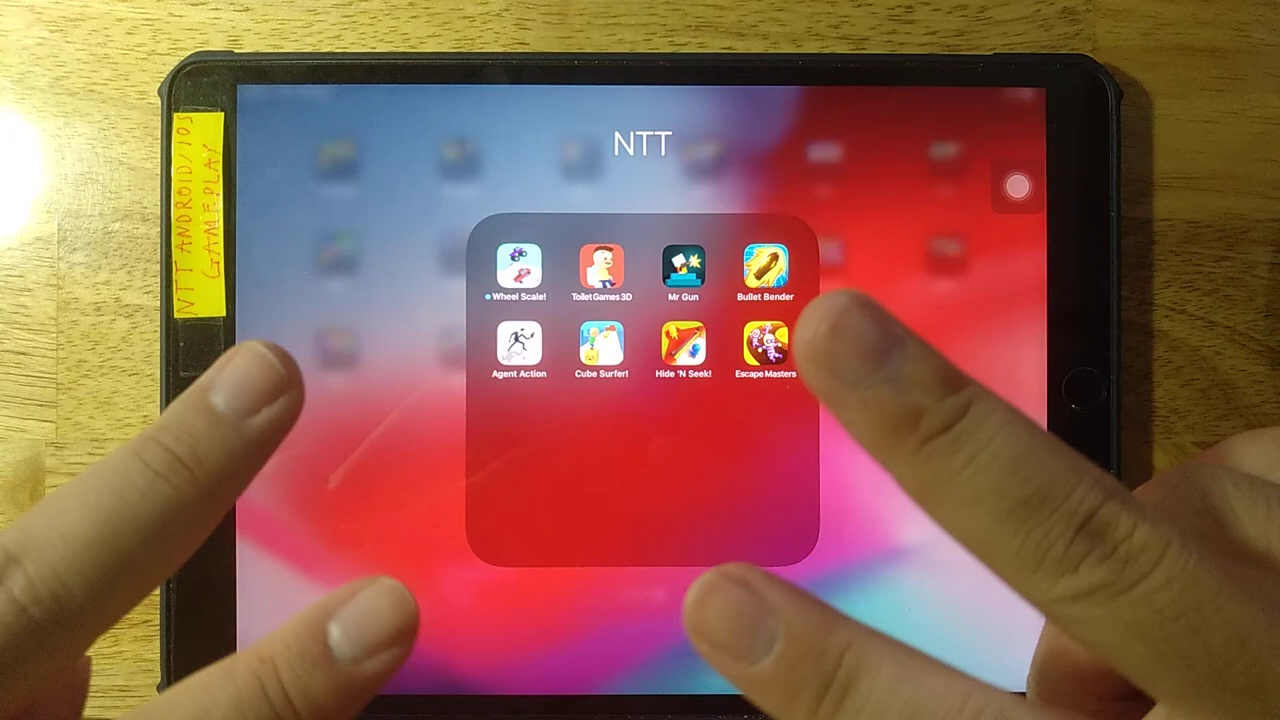 NTT ANDROID/IOS
GAMEPLAY
NTT
Wheel Scale!
Toilet Games 3D
Mr Gun
Bullet Bender
Agent Action
Cube Surfer!
Hide 'N Seek!
Escape Masters